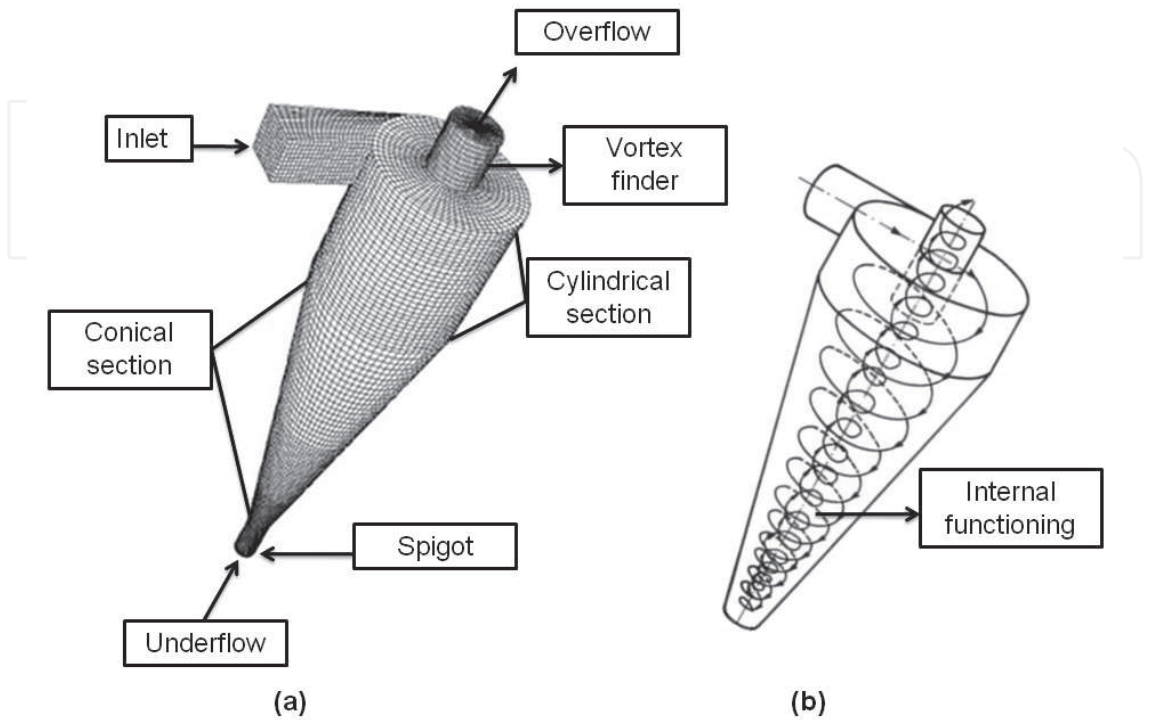 Overflow
Inlet
Vortex
finder
Cylindrical
section
Conical
section
Internal
functioning
Spigot
Underflow
(a)
(b)